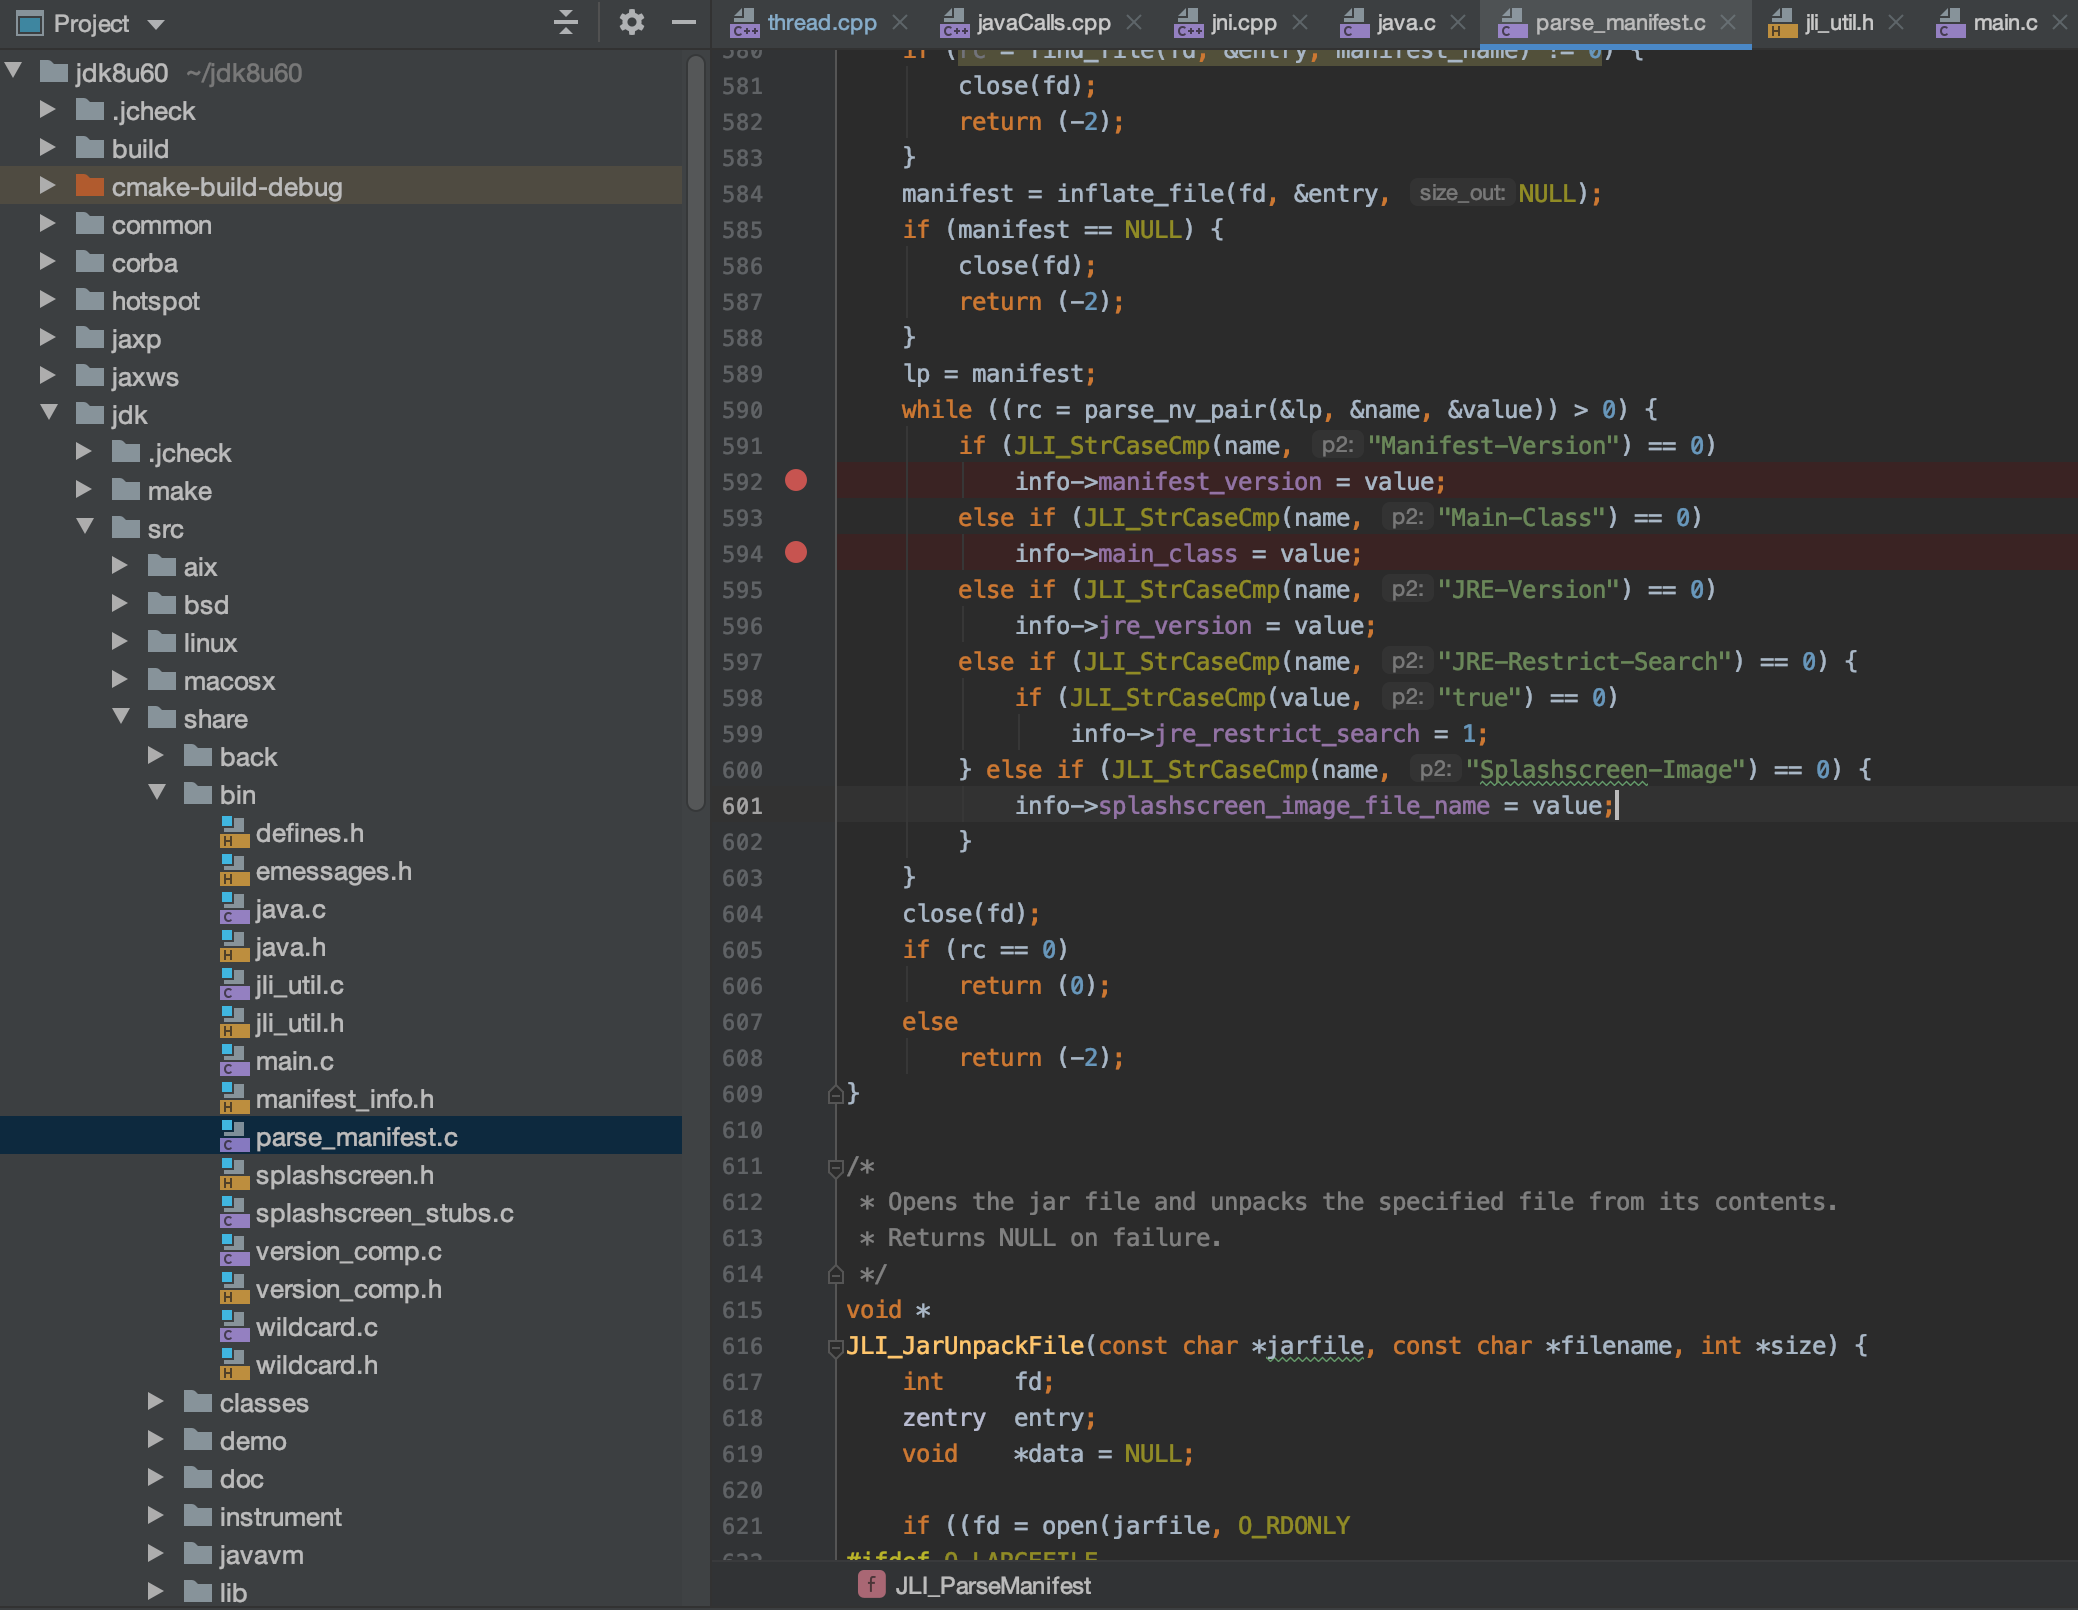 Project
jdk8u60 ~/jdk8u60
.jcheck
build
cmake-build-debug
common
corba
hotspot
jaxp
jaxws
jdk
.jcheck
make
src
aix
bsd
linux
macosx
share
back
bin
defines.h
emessages.h
java.c
java.h
jli_util.c
jli_util.h
main.c
manifest_info.h
parse_manifest.c
splashscreen.h
splashscreen_stubs.c
version_comp.c
version_comp.h
wildcard.c
wildcard.h
classes
demo
doc
instrument
javavm
lib
thread.cpp javaCalls.cpp jni.cpp java.c parse_manifest.c jli_util.h main.c
580 if (rc = find_file(fd, &entry, manifest_name) != 0) {
581 close(fd);
582 return (-2);
583 }
584 manifest = inflate_file(fd, &entry, size_out: NULL);
585 if (manifest == NULL) {
586 close(fd);
587 return (-2);
588 }
589 lp = manifest;
590 while ((rc = parse_nv_pair(&lp, &name, &value)) > 0) {
591 if (JLI_StrCaseCmp(name, p2: "Manifest-Version") == 0)
592 info->manifest_version = value;
593 else if (JLI_StrCaseCmp(name, p2: "Main-Class") == 0)
594 info->main_class = value;
595 else if (JLI_StrCaseCmp(name, p2: "JRE-Version") == 0)
596 info->jre_version = value;
597 else if (JLI_StrCaseCmp(name, p2: "JRE-Restrict-Search") == 0) {
598 if (JLI_StrCaseCmp(value, p2: "true") == 0)
599 info->jre_restrict_search = 1;
600 } else if (JLI_StrCaseCmp(name, p2: "Splashscreen-Image") == 0) {
601 info->splashscreen_image_file_name = value;
602 }
603 }
604 close(fd);
605 if (rc == 0)
606 return (0);
607 else
608 return (-2);
609 }
610
611 /*
612 * Opens the jar file and unpacks the specified file from its contents.
613 * Returns NULL on failure.
614 */
615 void *
616 JLI_JarUnpackFile(const char *jarfile, const char *filename, int *size) {
617 int fd;
618 zentry entry;
619 void *data = NULL;
620
621 if ((fd = open(jarfile, O_RDONLY
622 #ifdef O_LARGEFILE
f JLI_ParseManifest